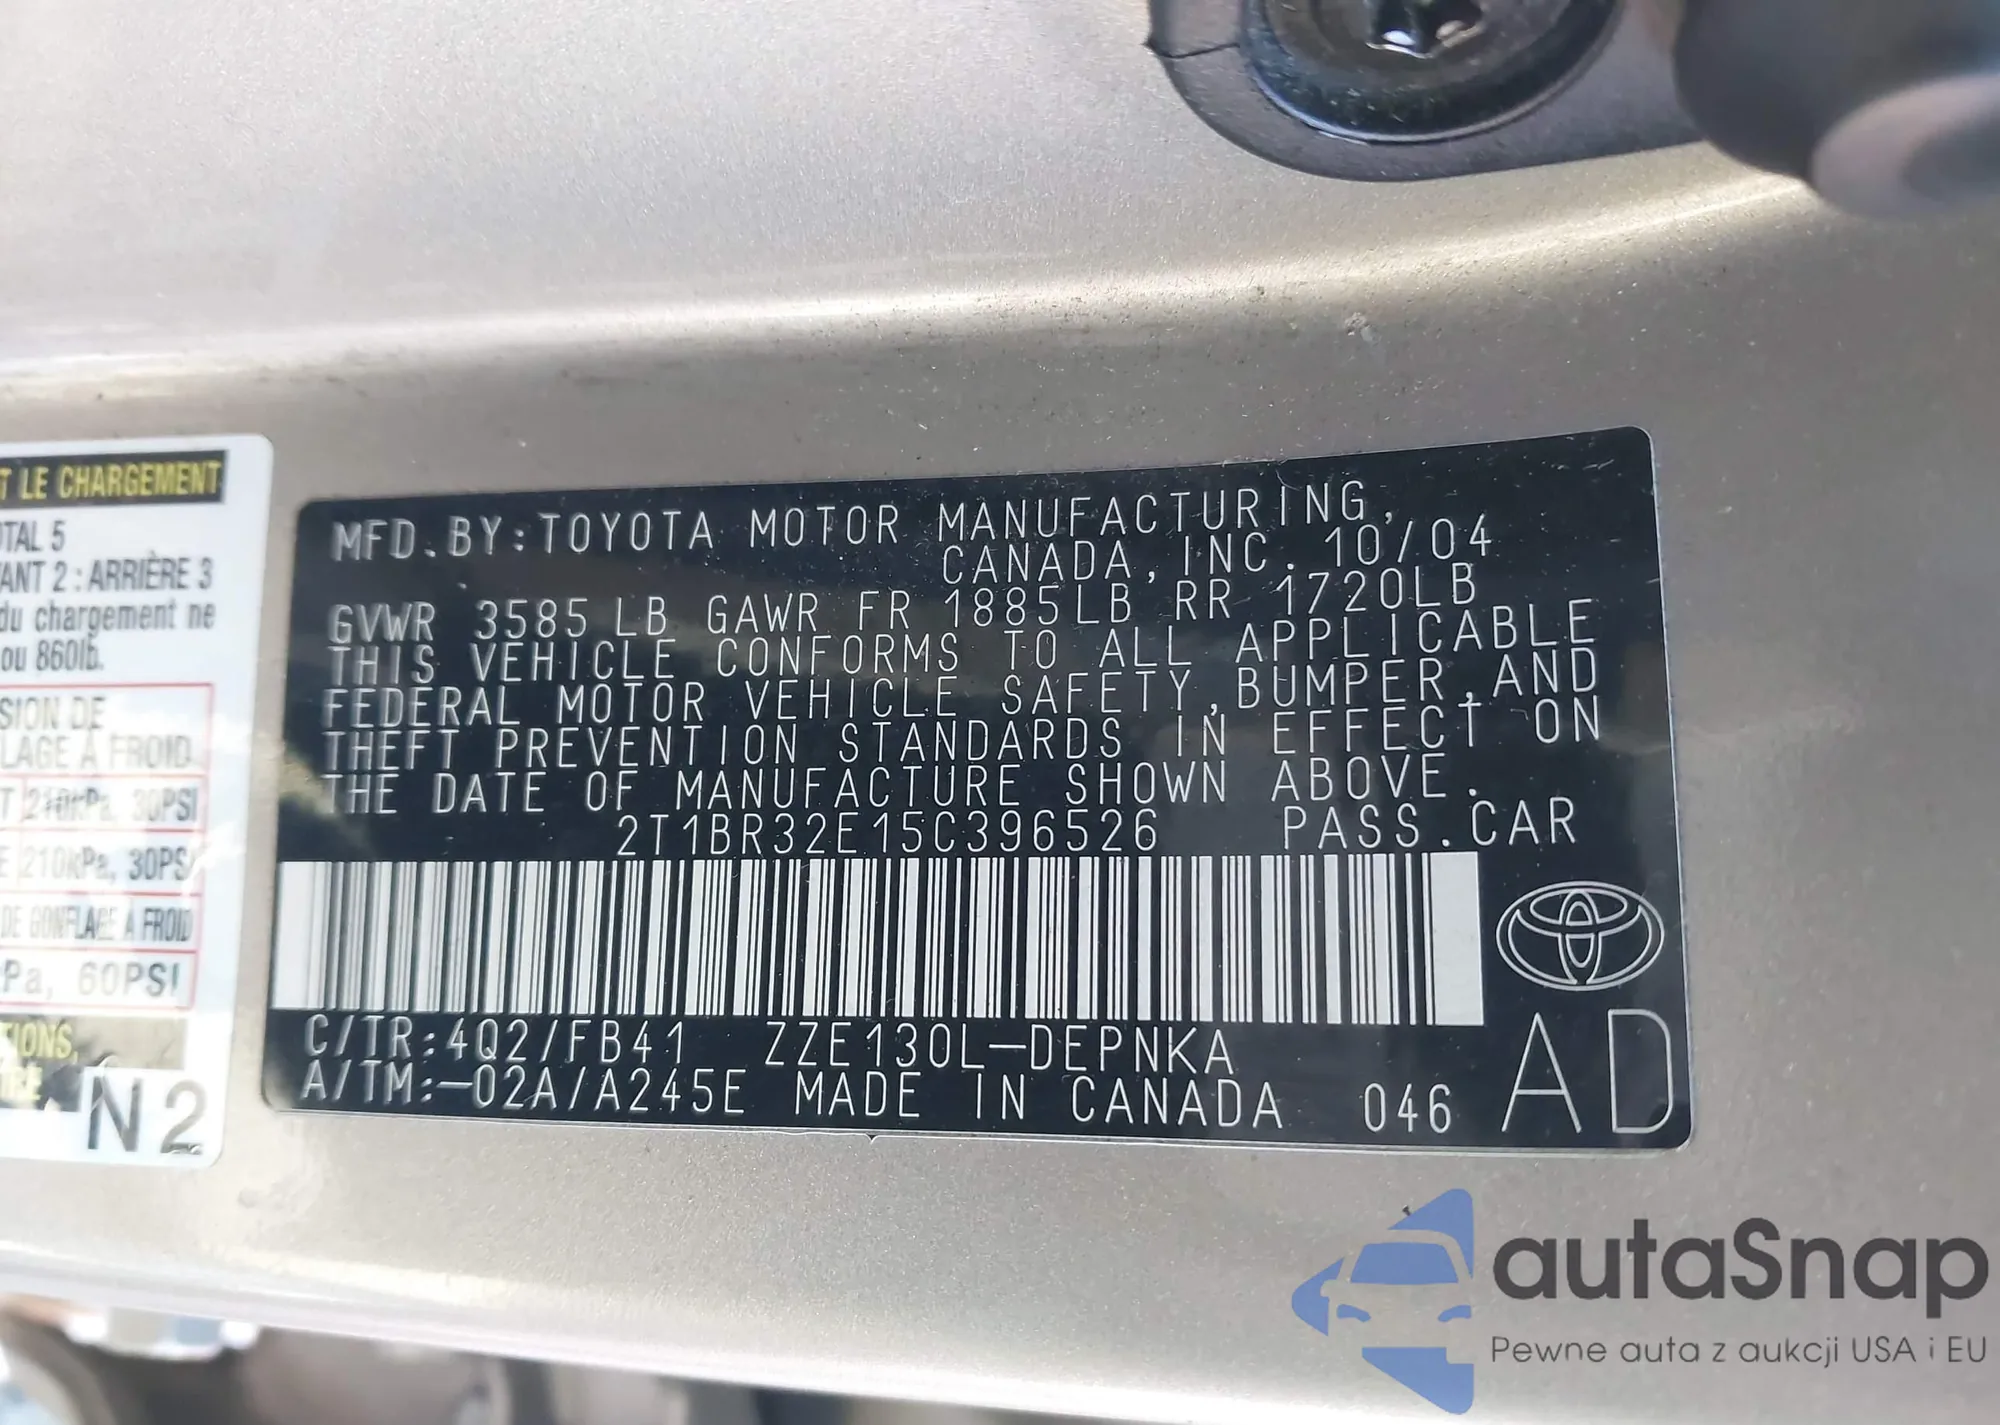 T LE CHARGEMENT
OTAL 5
VANT 2 : ARRIÈRE 3
du chargement ne
ou 860lb.
SION DE
LAGE À FROID
T 210kPa, 30PSI
E 210kPa, 30PSI
DE GONFLAGE À FROID
Pa, 60PSI
IONS,
N2
MFD.BY:TOYOTA MOTOR MANUFACTURING,
CANADA,INC. 10/04
GVWR 3585 LB GAWR FR 1885LB RR 1720LB
THIS VEHICLE CONFORMS TO ALL APPLICABLE
FEDERAL MOTOR VEHICLE SAFETY,BUMPER,AND
THEFT PREVENTION STANDARDS IN EFFECT ON
THE DATE OF MANUFACTURE SHOWN ABOVE.
2T1BR32E15C396526 PASS.CAR
C/TR:4Q2/FB41 ZZE130L-DEPNKA
A/TM:-02A/A245E MADE IN CANADA 046
AD
autaSnap
Pewne auta z aukcji USA i EU